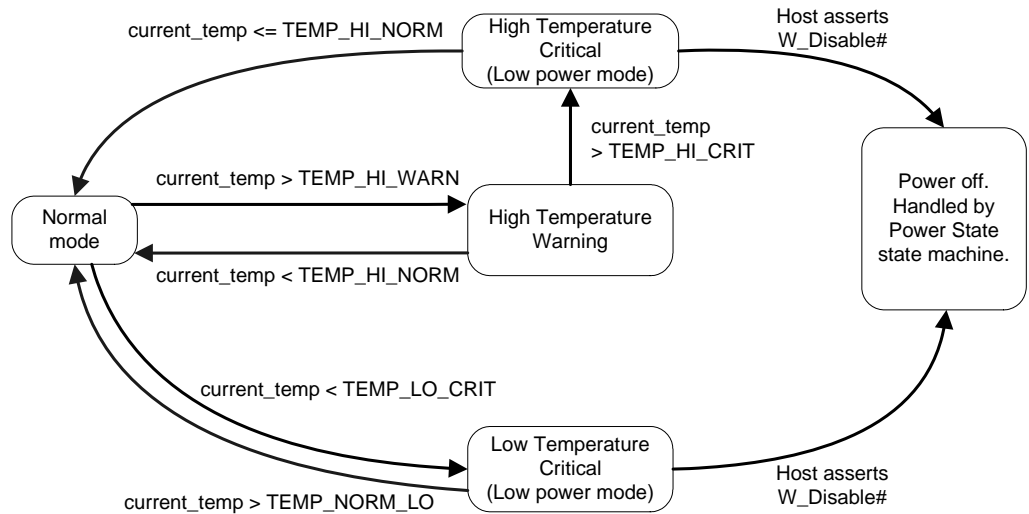 current_temp <= TEMP_HI_NORM
High Temperature
Critical
(Low power mode)
Host asserts
W_Disable#
current_temp
> TEMP_HI_CRIT
current_temp > TEMP_HI_WARN
Normal
mode
High Temperature
Warning
Power off.
Handled by
Power State
state machine.
current_temp < TEMP_HI_NORM
current_temp < TEMP_LO_CRIT
Low Temperature
Critical
(Low power mode)
current_temp > TEMP_NORM_LO
Host asserts
W_Disable#